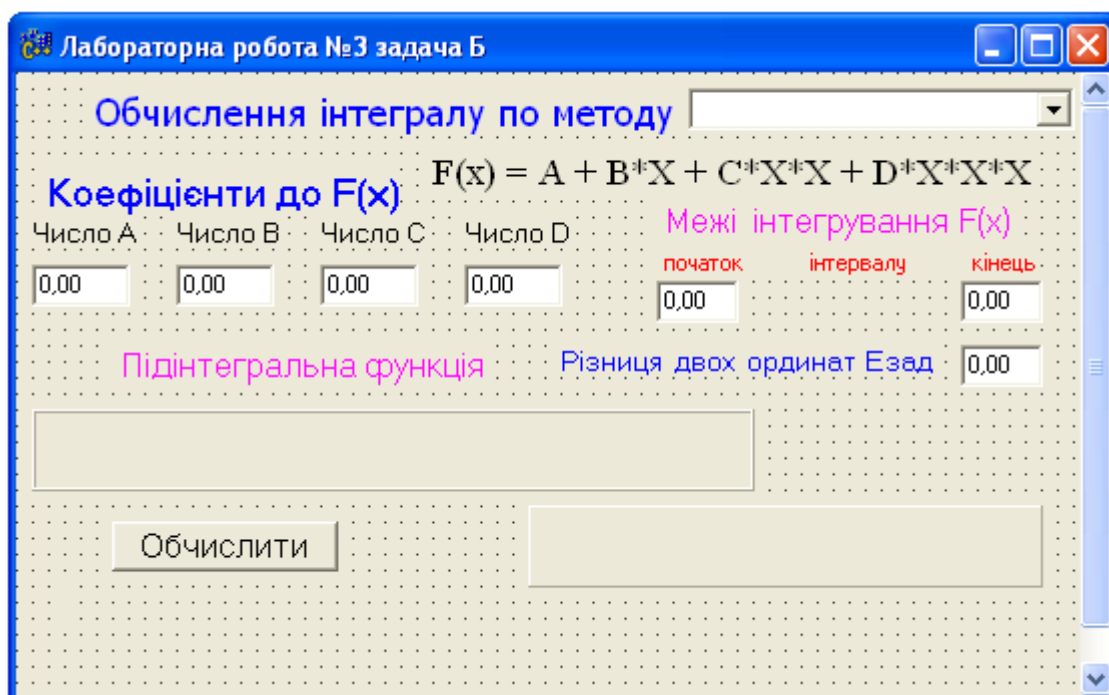 Лабораторна робота №3 задача Б
Обчислення інтегралу по методу
F(x) = A + B*X + C*X*X + D*X*X*X
Коефіцієнти до F(x)
Межі інтегрування F(x)
Число A Число B Число C Число D
початок інтервалу кінець
0,00 0,00 0,00 0,00 0,00 0,00
Підінтегральна функція
Різниця двох ординат Eзад 0,00
Обчислити